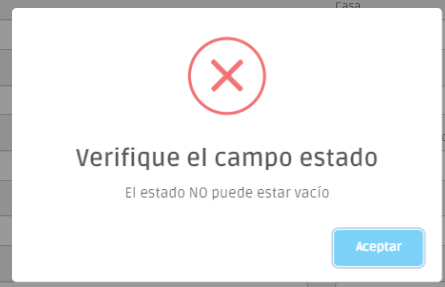 Casa
Verifique el campo estado
El estado NO puede estar vacío
Aceptar